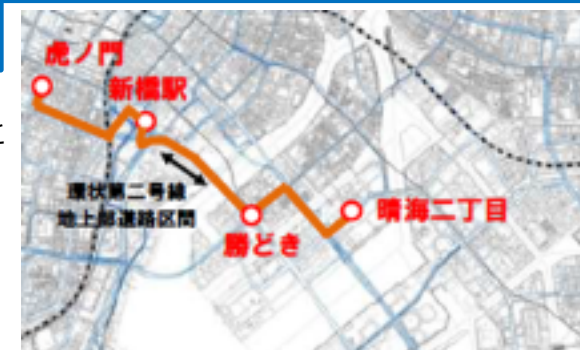 虎ノ門
新橋駅
環状第二号線
地上部道路区間
勝どき
晴海二丁目